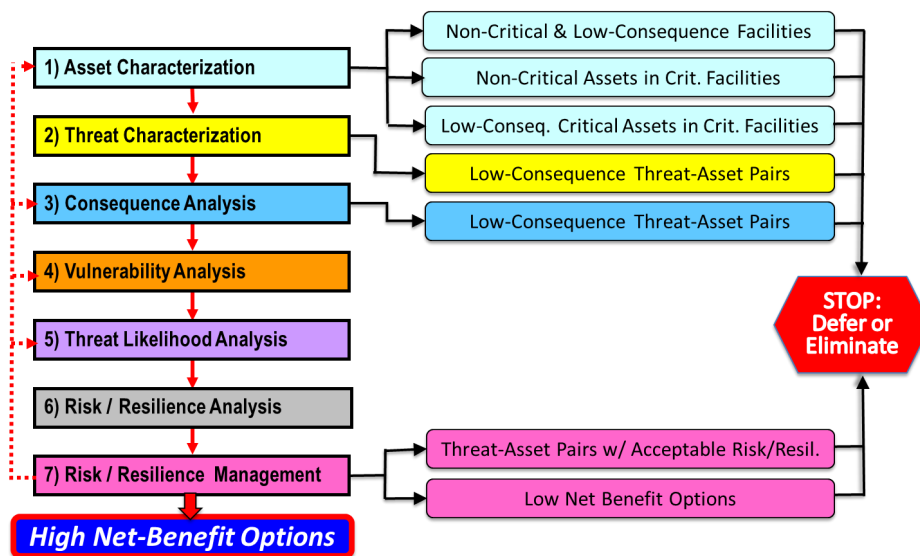 1) Asset Characterization
2) Threat Characterization
3) Consequence Analysis
4) Vulnerability Analysis
5) Threat Likelihood Analysis
6) Risk / Resilience Analysis
7) Risk / Resilience Management
High Net-Benefit Options
Non-Critical & Low-Consequence Facilities
Non-Critical Assets in Crit. Facilities
Low-Conseq. Critical Assets in Crit. Facilities
Low-Consequence Threat-Asset Pairs
Low-Consequence Threat-Asset Pairs
STOP:
Defer or
Eliminate
Threat-Asset Pairs w/ Acceptable Risk/Resil.
Low Net Benefit Options